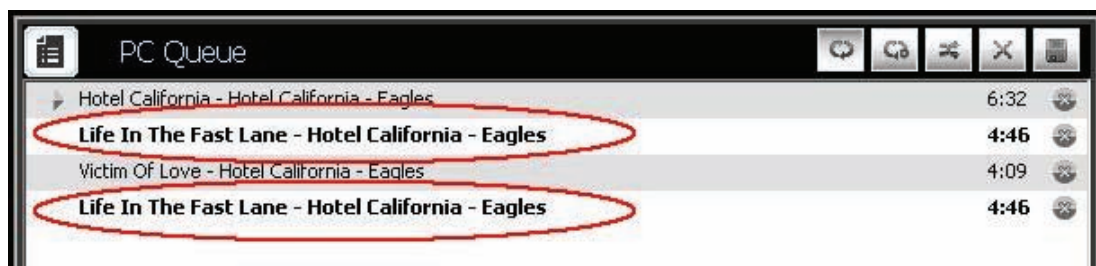 PC Queue
Hotel California - Hotel California - Eagles 6:32
Life In The Fast Lane - Hotel California - Eagles 4:46
Victim Of Love - Hotel California - Eagles 4:09
Life In The Fast Lane - Hotel California - Eagles 4:46